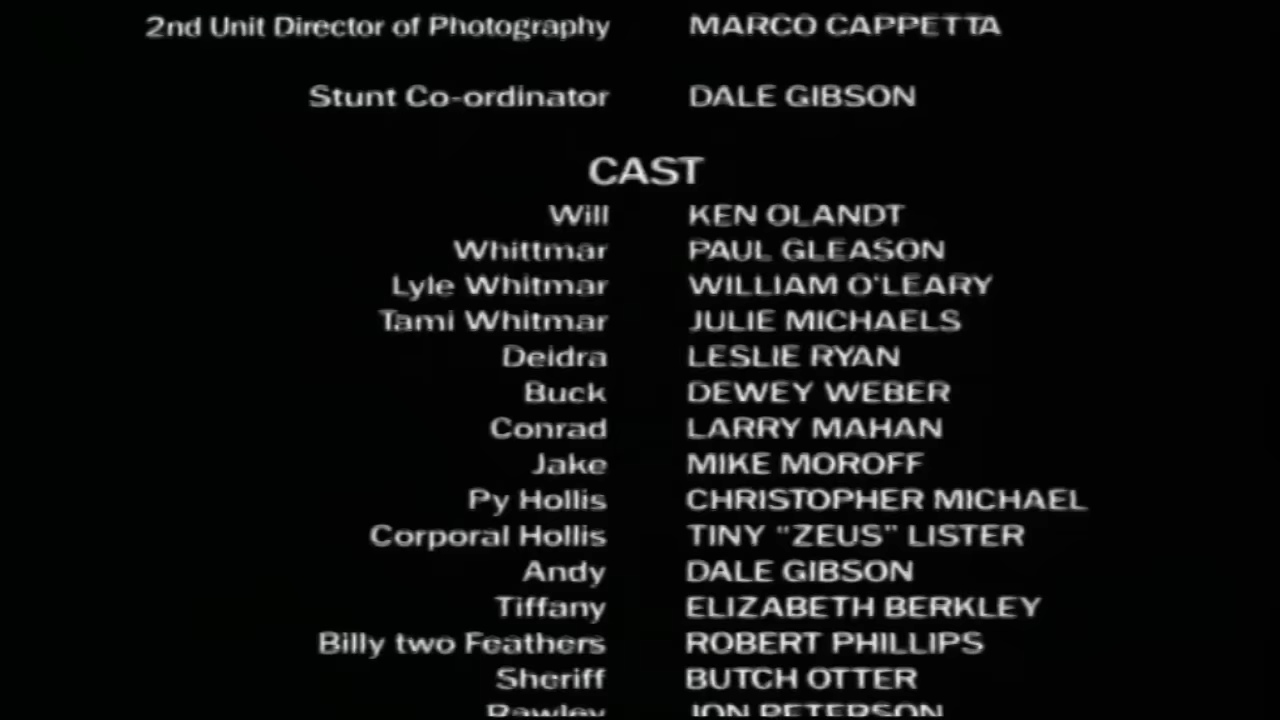 2nd Unit Director of Photography MARCO CAPPETTA
Stunt Co-ordinator DALE GIBSON
CAST
Will KEN OLANDT
Whittmar PAUL GLEASON
Lyle Whitmar WILLIAM O'LEARY
Tami Whitmar JULIE MICHAELS
Deidra LESLIE RYAN
Buck DEWEY WEBER
Conrad LARRY MAHAN
Jake MIKE MOROFF
Py Hollis CHRISTOPHER MICHAEL
Corporal Hollis TINY "ZEUS" LISTER
Andy DALE GIBSON
Tiffany ELIZABETH BERKLEY
Billy two Feathers ROBERT PHILLIPS
Sheriff BUTCH OTTER
Rawley JON PETERSON